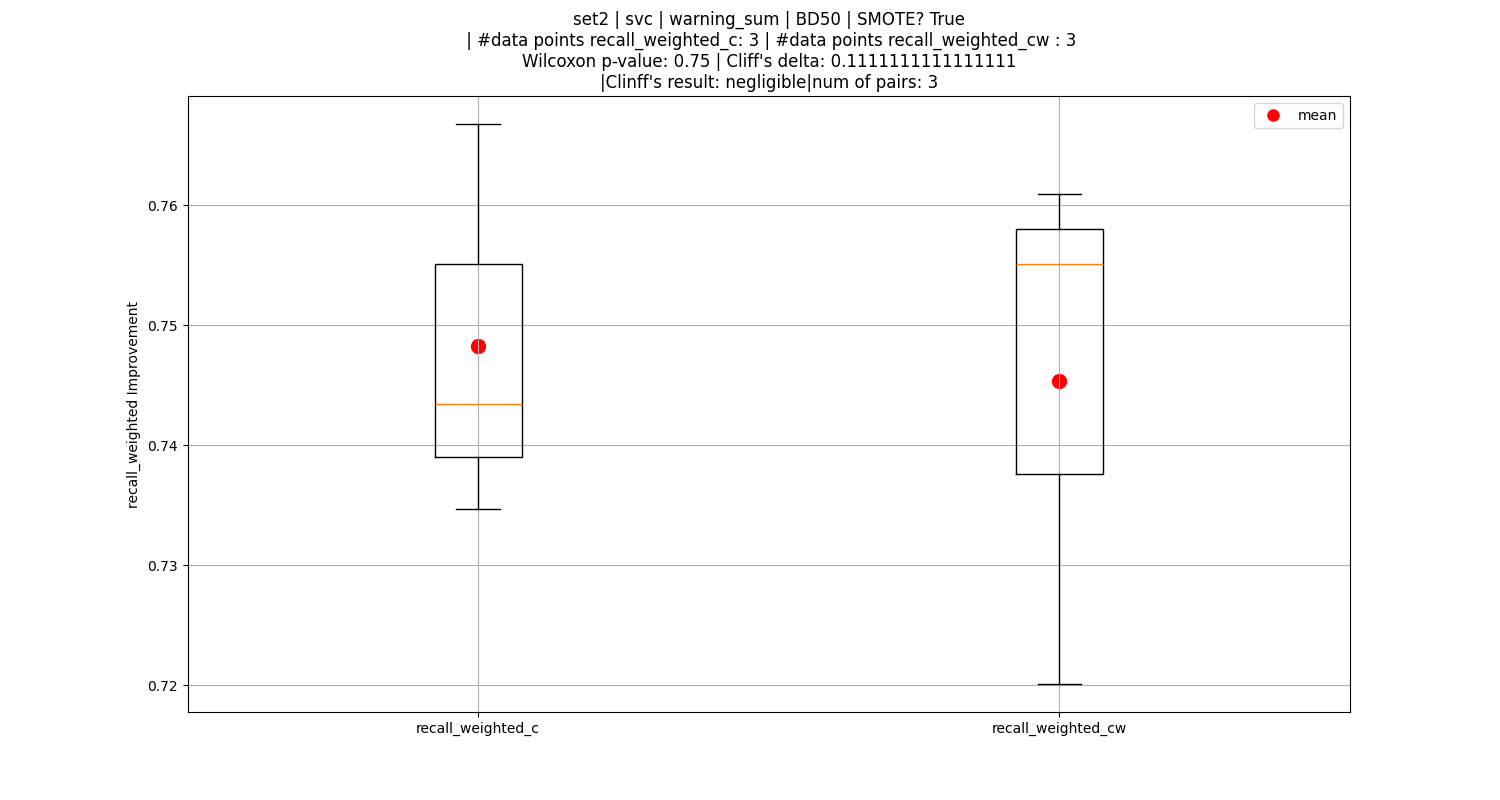 set2 | svc | warning_sum | BD50 | SMOTE? True
| #data points recall_weighted_c: 3 | #data points recall_weighted_cw : 3
Wilcoxon p-value: 0.75 | Cliff's delta: 0.1111111111111111
|Clinff's result: negligible|num of pairs: 3
mean
0.76
0.75
0.74
0.73
0.72
recall_weighted Improvement
recall_weighted_c
recall_weighted_cw